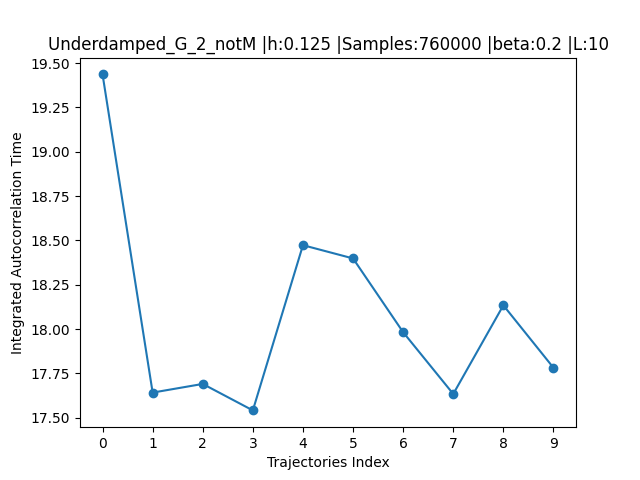 Underdamped_G_2_notM |h:0.125 |Samples:760000 |beta:0.2 |L:10
19.50
19.25
19.00
18.75
18.50
18.25
18.00
17.75
17.50
Integrated Autocorrelation Time
0 1 2 3 4 5 6 7 8 9
Trajectories Index